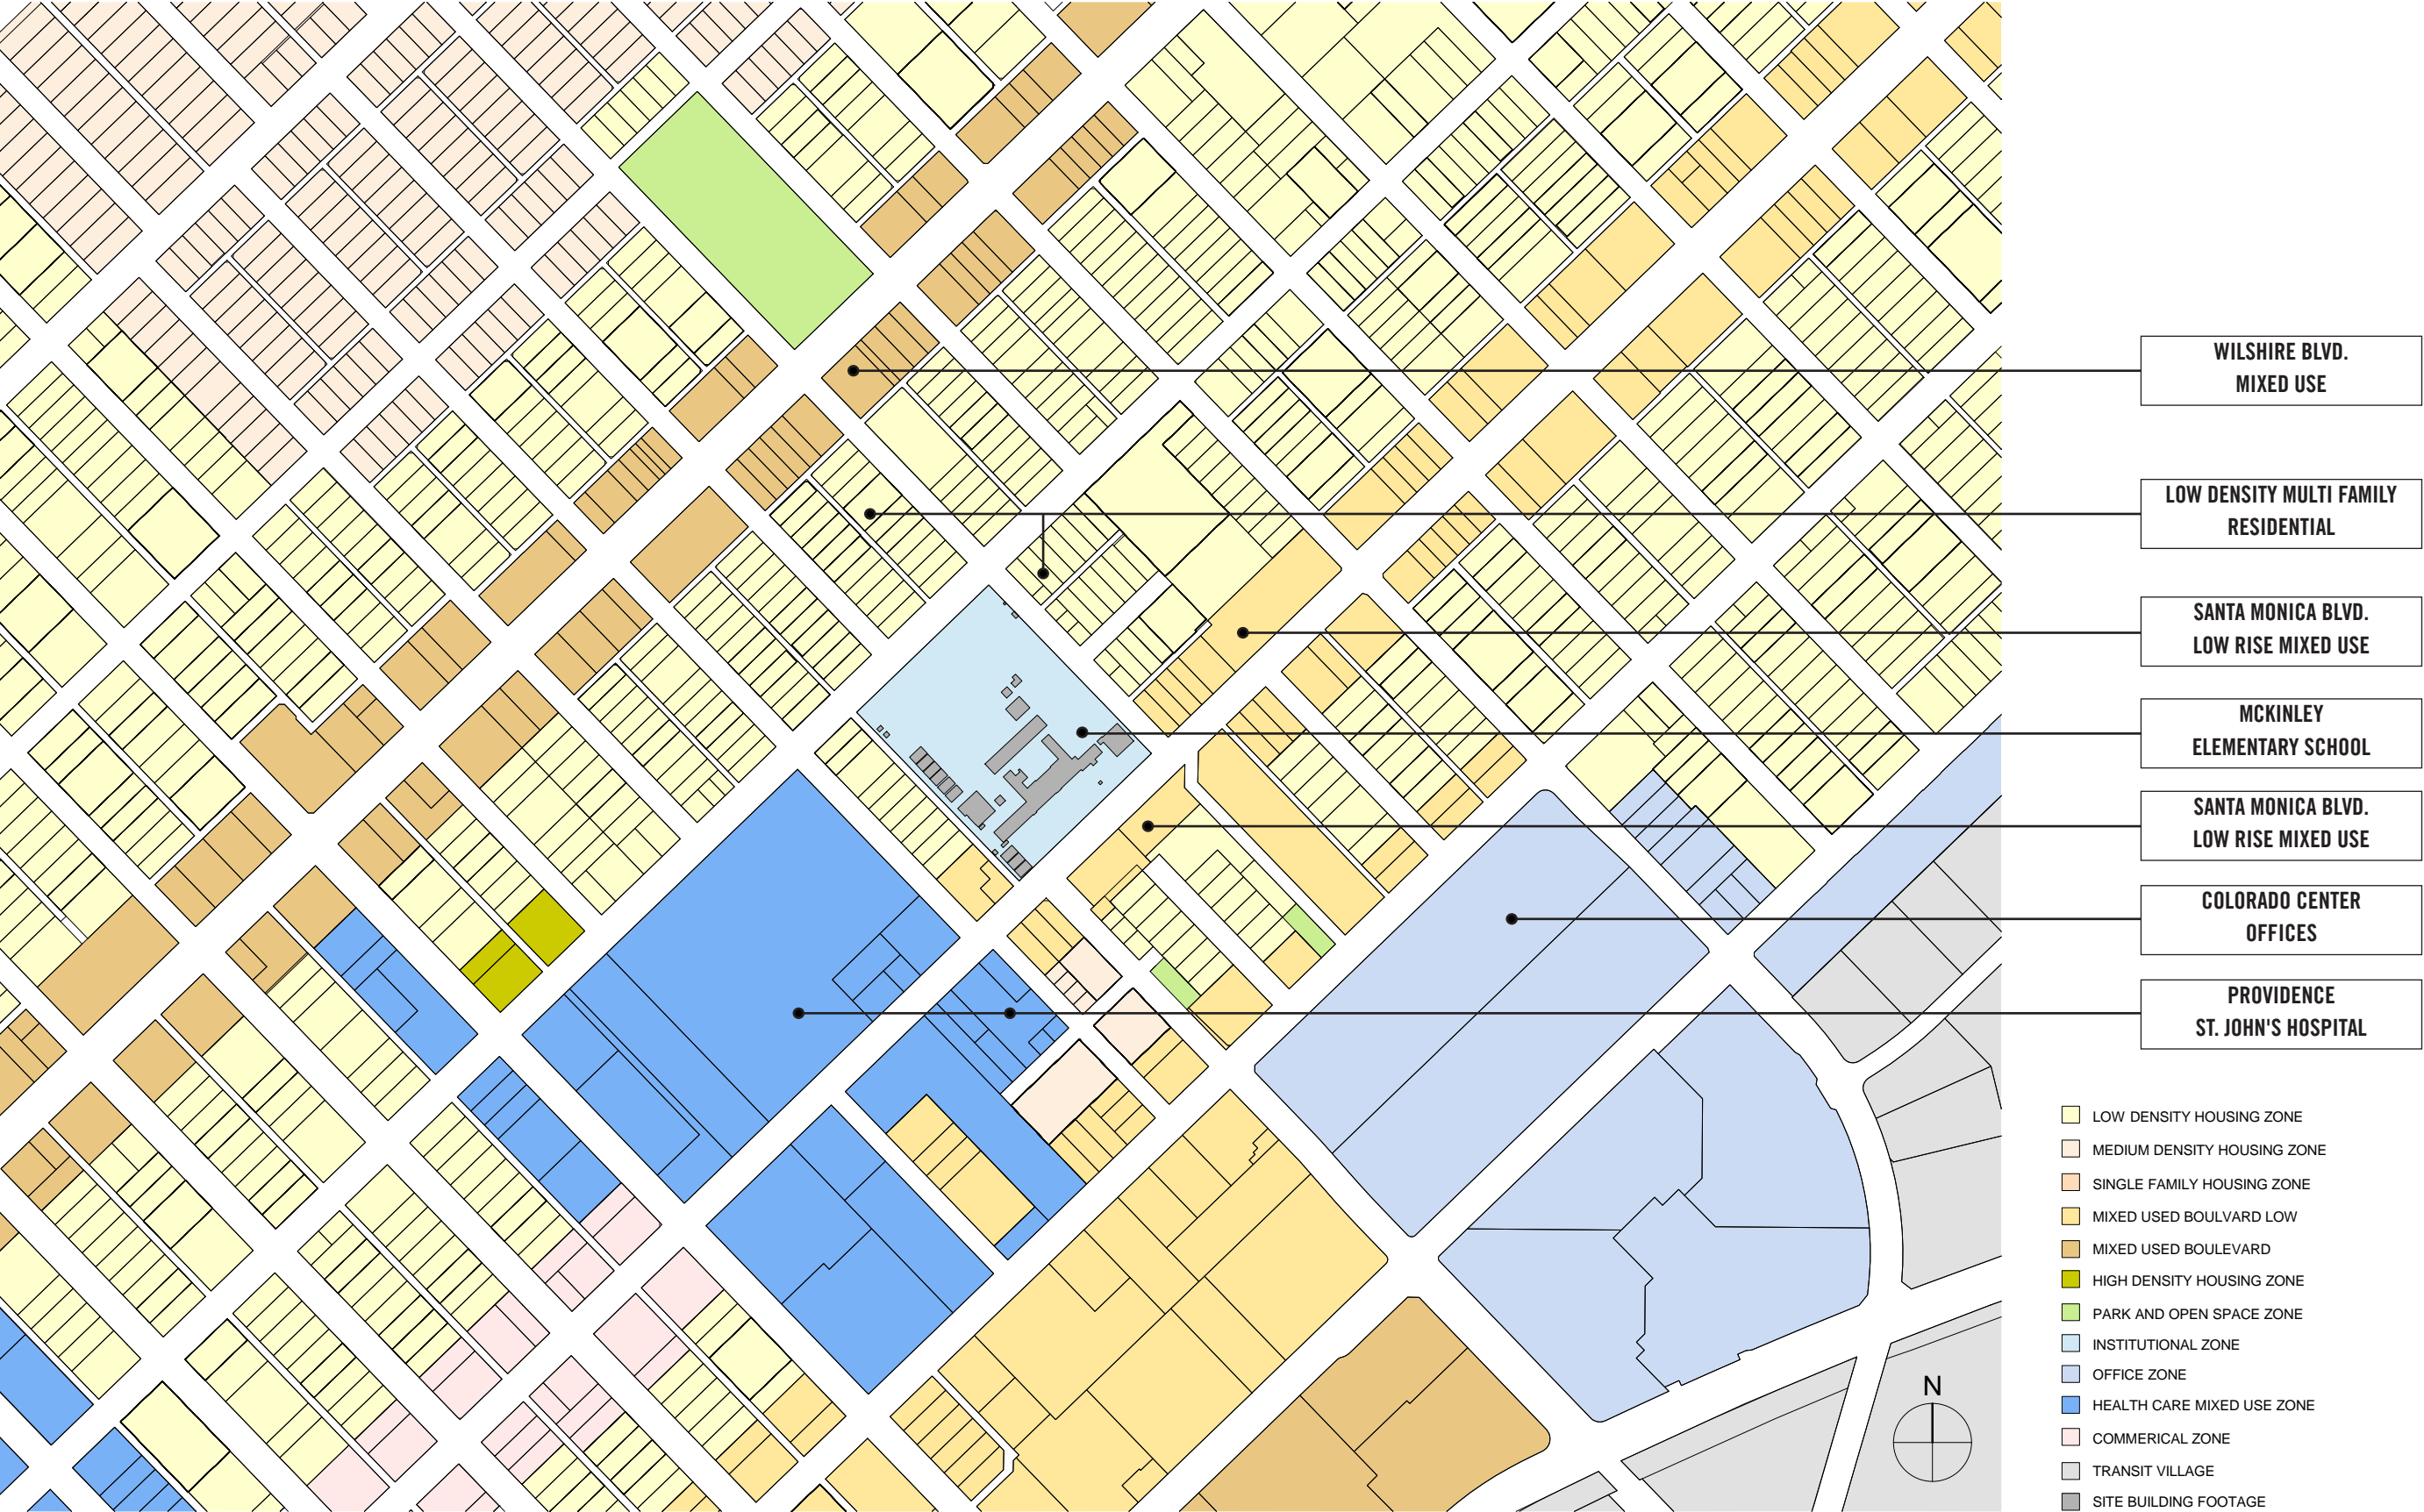 WILSHIRE BLVD.
MIXED USE
LOW DENSITY MULTI FAMILY
RESIDENTIAL
SANTA MONICA BLVD.
LOW RISE MIXED USE
MCKINLEY
ELEMENTARY SCHOOL
SANTA MONICA BLVD.
LOW RISE MIXED USE
COLORADO CENTER
OFFICES
PROVIDENCE
ST. JOHN'S HOSPITAL
LOW DENSITY HOUSING ZONE
MEDIUM DENSITY HOUSING ZONE
SINGLE FAMILY HOUSING ZONE
MIXED USED BOULVARD LOW
MIXED USED BOULEVARD
HIGH DENSITY HOUSING ZONE
PARK AND OPEN SPACE ZONE
INSTITUTIONAL ZONE
OFFICE ZONE
HEALTH CARE MIXED USE ZONE
COMMERICAL ZONE
TRANSIT VILLAGE
SITE BUILDING FOOTAGE
N